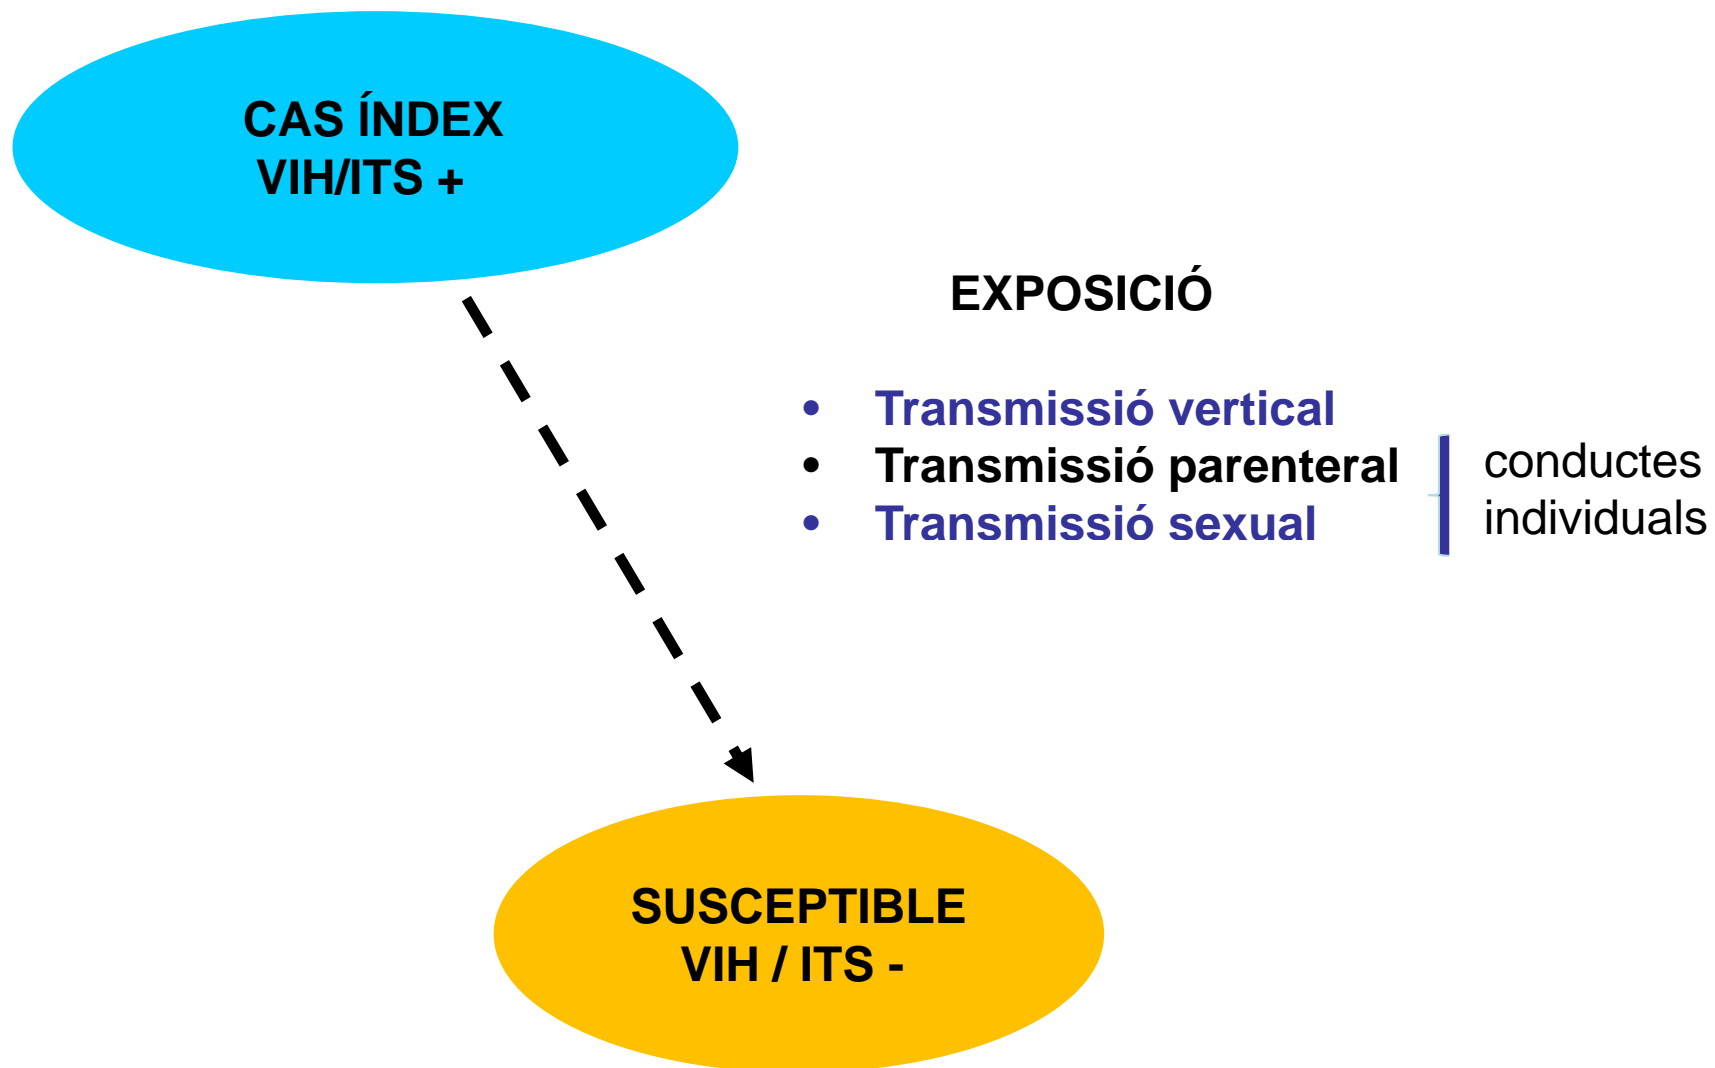 CAS ÍNDEX
VIH/ITS +
EXPOSICIÓ
• Transmissió vertical
• Transmissió parenteral
• Transmissió sexual
conductes
individuals
SUSCEPTIBLE
VIH / ITS -